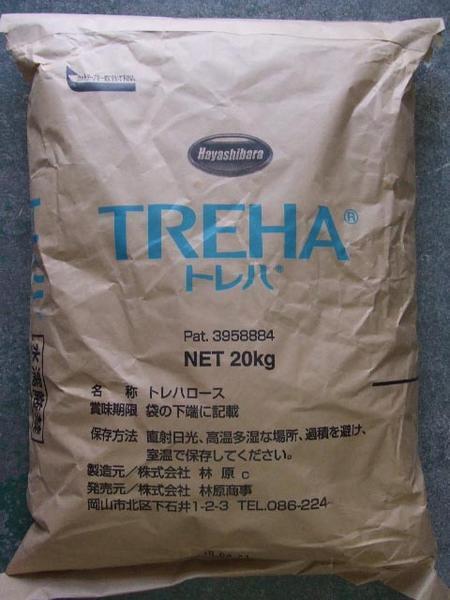 Hayashibara
TREHA®
トレハ®
Pat. 3958884
NET 20kg
名 称 トレハロース
賞味期限 袋の下端に記載
保存方法 直射日光、高温多湿な場所、過積を避け、
室温で保存してください。
製造元／株式会社 林 原 c
発売元／株式会社 林原商事
岡山市北区下石井1-2-3 TEL.086-224